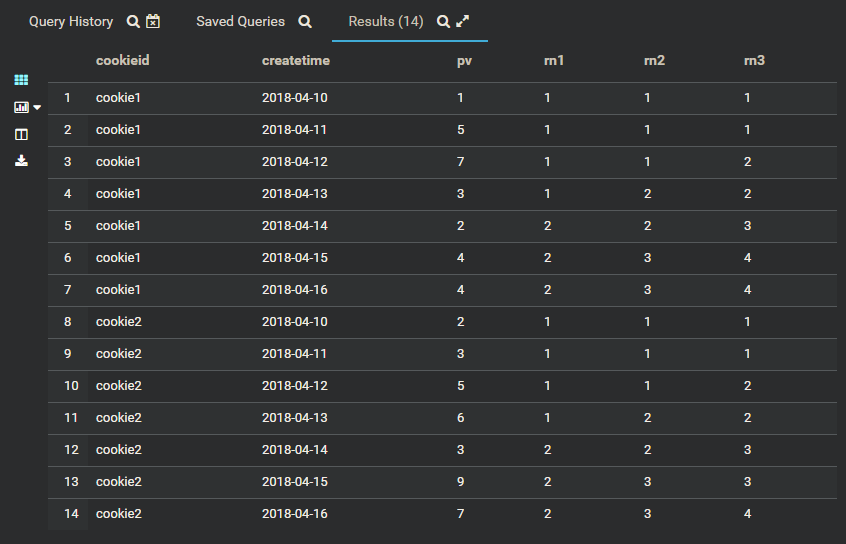 Query History Saved Queries Results (14)
cookieid createtime pv rn1 rn2 rn3
1 cookie1 2018-04-10 1 1 1 1
2 cookie1 2018-04-11 5 1 1 1
3 cookie1 2018-04-12 7 1 1 2
4 cookie1 2018-04-13 3 1 2 2
5 cookie1 2018-04-14 2 2 2 3
6 cookie1 2018-04-15 4 2 3 4
7 cookie1 2018-04-16 4 2 3 4
8 cookie2 2018-04-10 2 1 1 1
9 cookie2 2018-04-11 3 1 1 1
10 cookie2 2018-04-12 5 1 1 2
11 cookie2 2018-04-13 6 1 2 2
12 cookie2 2018-04-14 3 2 2 3
13 cookie2 2018-04-15 9 2 3 3
14 cookie2 2018-04-16 7 2 3 4